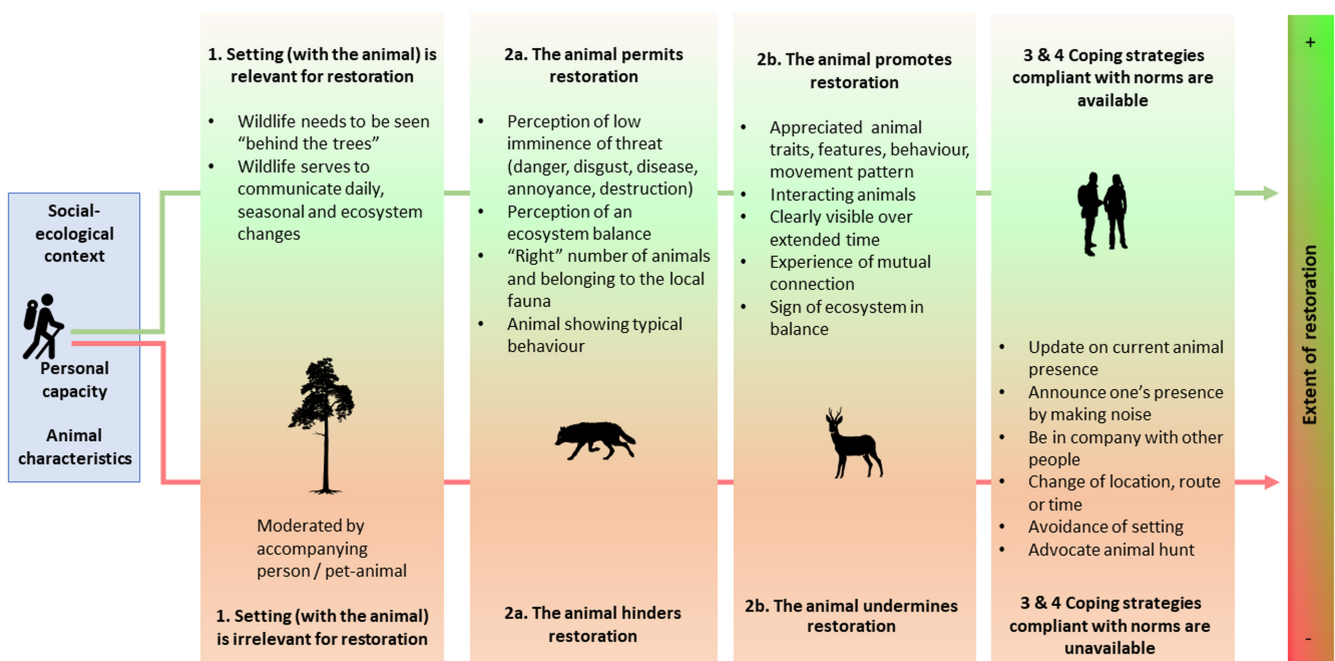 Social-
ecological
context
Personal
capacity
Animal
characteristics
1. Setting (with the animal) is
relevant for restoration
• Wildlife needs to be seen
“behind the trees”
• Wildlife serves to
communicate daily,
seasonal and ecosystem
changes
Moderated by
accompanying
person / pet-animal
1. Setting (with the animal)
is irrelevant for restoration
2a. The animal permits
restoration
• Perception of low
imminence of threat
(danger, disgust, disease,
annoyance, destruction)
• Perception of an
ecosystem balance
• “Right” number of animals
and belonging to the local
fauna
• Animal showing typical
behaviour
2a. The animal hinders
restoration
2b. The animal promotes
restoration
• Appreciated animal
traits, features, behaviour,
movement pattern
• Interacting animals
• Clearly visible over
extended time
• Experience of mutual
connection
• Sign of ecosystem in
balance
2b. The animal undermines
restoration
3 & 4 Coping strategies
compliant with norms are
available
• Update on current animal
presence
• Announce one’s presence
by making noise
• Be in company with other
people
• Change of location, route
or time
• Avoidance of setting
• Advocate animal hunt
3 & 4 Coping strategies
compliant with norms are
unavailable
+
Extent of restoration
-